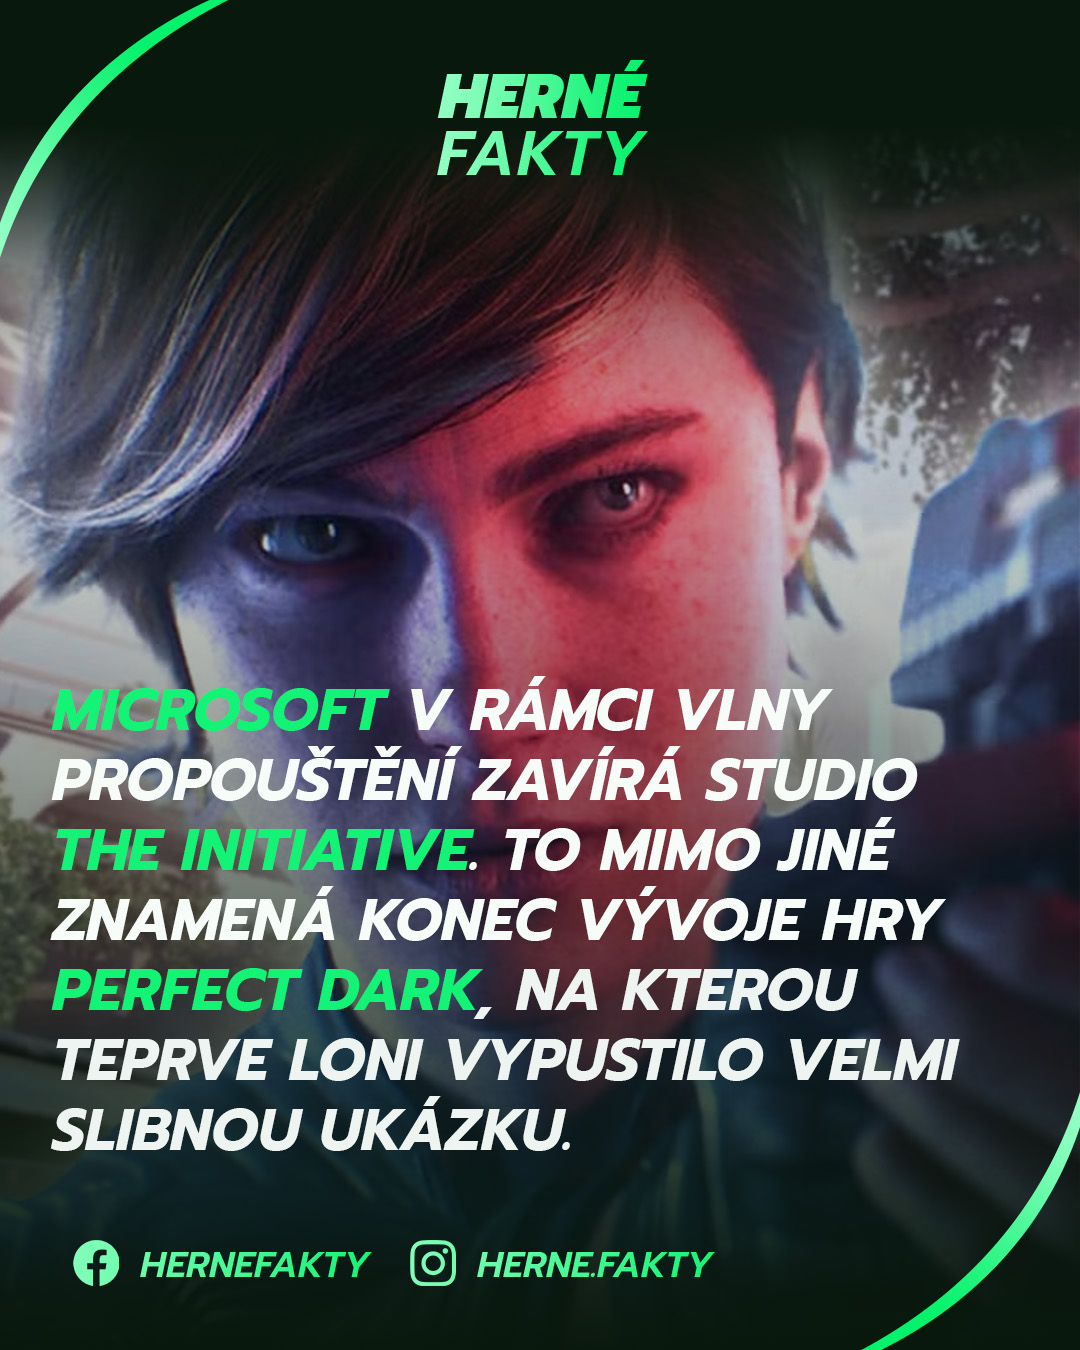 HERNÉ
FAKTY
MICROSOFT V RÁMCI VLNY
PROPOUŠTĚNÍ ZAVÍRÁ STUDIO
THE INITIATIVE. TO MIMO JINÉ
ZNAMENÁ KONEC VÝVOJE HRY
PERFECT DARK, NA KTEROU
TEPRVE LONI VYPUSTILO VELMI
SLIBNOU UKÁZKU.
HERNEFAKTY HERNE.FAKTY